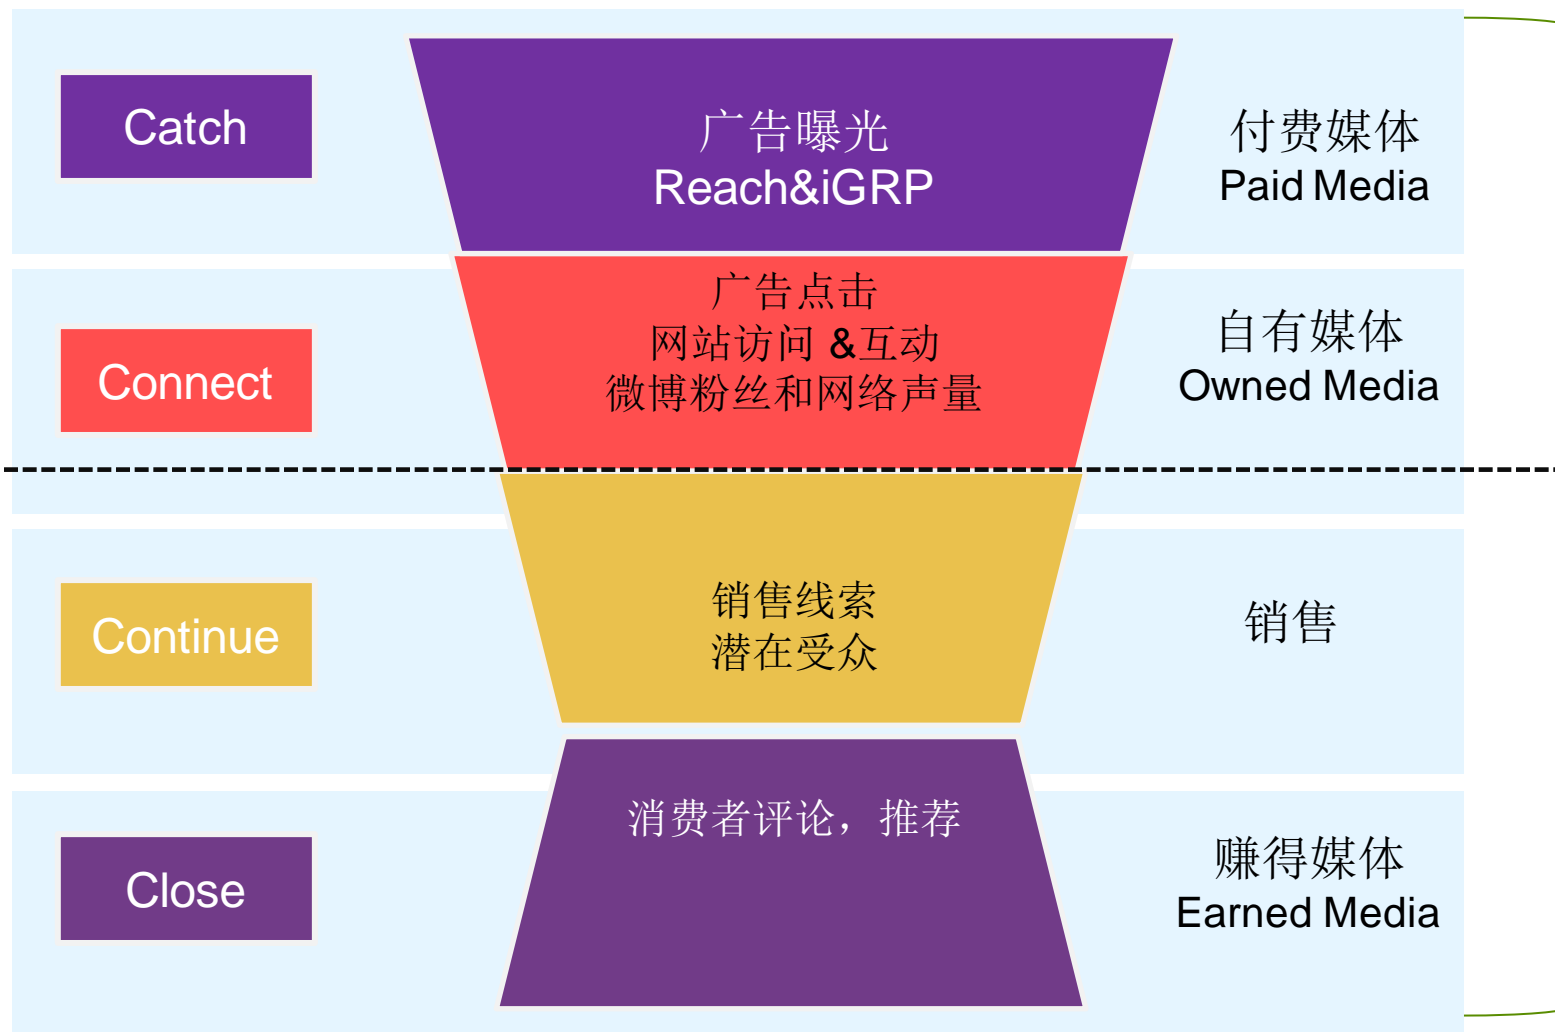 Catch
广告曝光
Reach&iGRP
付费媒体
Paid Media
Connect
广告点击
网站访问 &互动
微博粉丝和网络声量
自有媒体
Owned Media
Continue
销售线索
潜在受众
销售
Close
消费者评论，推荐
赚得媒体
Earned Media